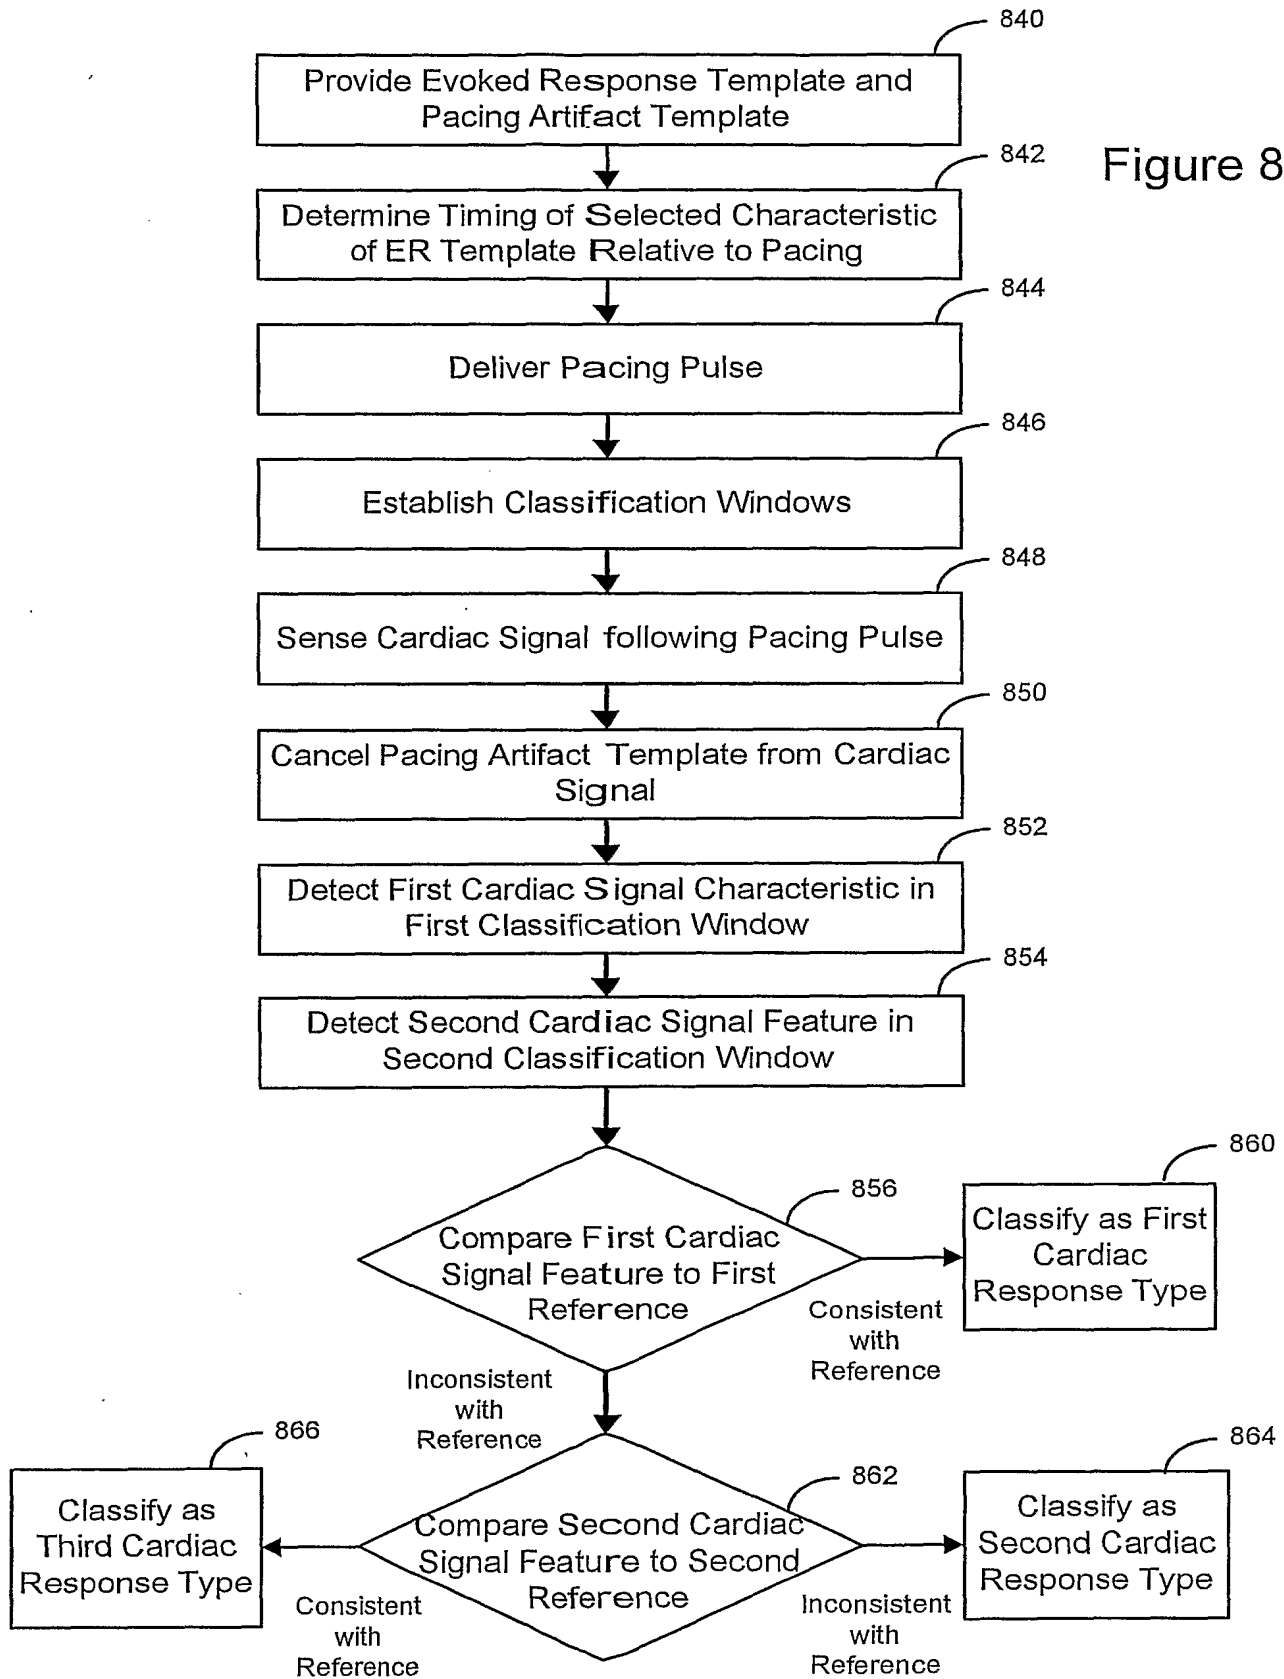 840
Provide Evoked Response Template and
Pacing Artifact Template
Figure 8
842
Determine Timing of Selected Characteristic
of ER Template Relative to Pacing
844
Deliver Pacing Pulse
846
Establish Classification Windows
848
Sense Cardiac Signal following Pacing Pulse
850
Cancel Pacing Artifact Template from Cardiac
Signal
852
Detect First Cardiac Signal Characteristic in
First Classification Window
854
Detect Second Cardiac Signal Feature in
Second Classification Window
856
Compare First Cardiac
Signal Feature to First
Reference
860
Classify as First
Cardiac
Response Type
Consistent
with
Reference
Inconsistent
with
Reference
862
Compare Second Cardiac
Signal Feature to Second
Reference
866
Classify as
Third Cardiac
Response Type
864
Classify as
Second Cardiac
Response Type
Consistent
with
Reference
Inconsistent
with
Reference